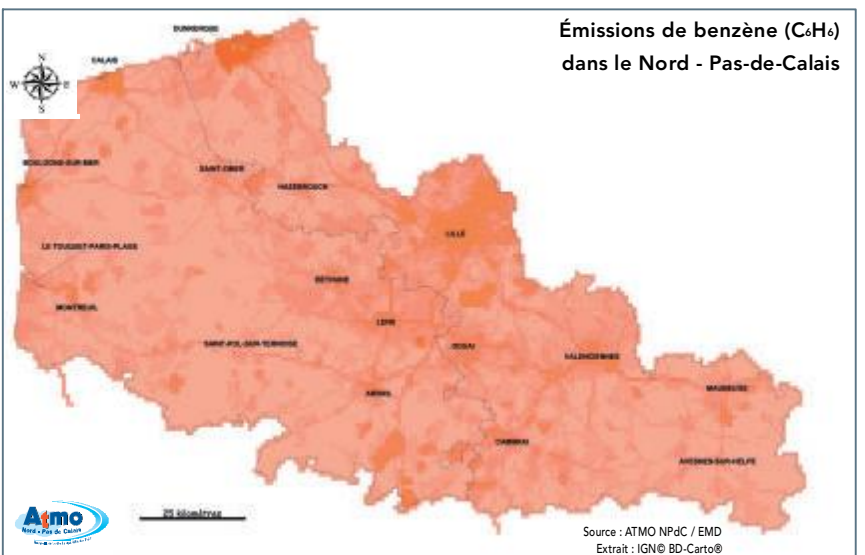 Émissions de benzène (C₆H₆)
dans le Nord - Pas-de-Calais
DUNKERQUE
CALAIS
N
W E
S
BOULOGNE-SUR-MER
SAINT-OMER
HAZEBROUCK
LILLE
LE TOUQUET-PARIS-PLAGE
BETHUNE
MONTREUIL
LENS
SAINT-POL-SUR-TERNOISE
DOUAI
VALENCIENNES
MAUBEUGE
ARRAS
CAMBRAI
AVESNES-SUR-HELPE
25 kilomètres
Atmo
Nord - Pas de Calais
Source : ATMO NPdC / EMD
Extrait : IGN© BD-Carto®